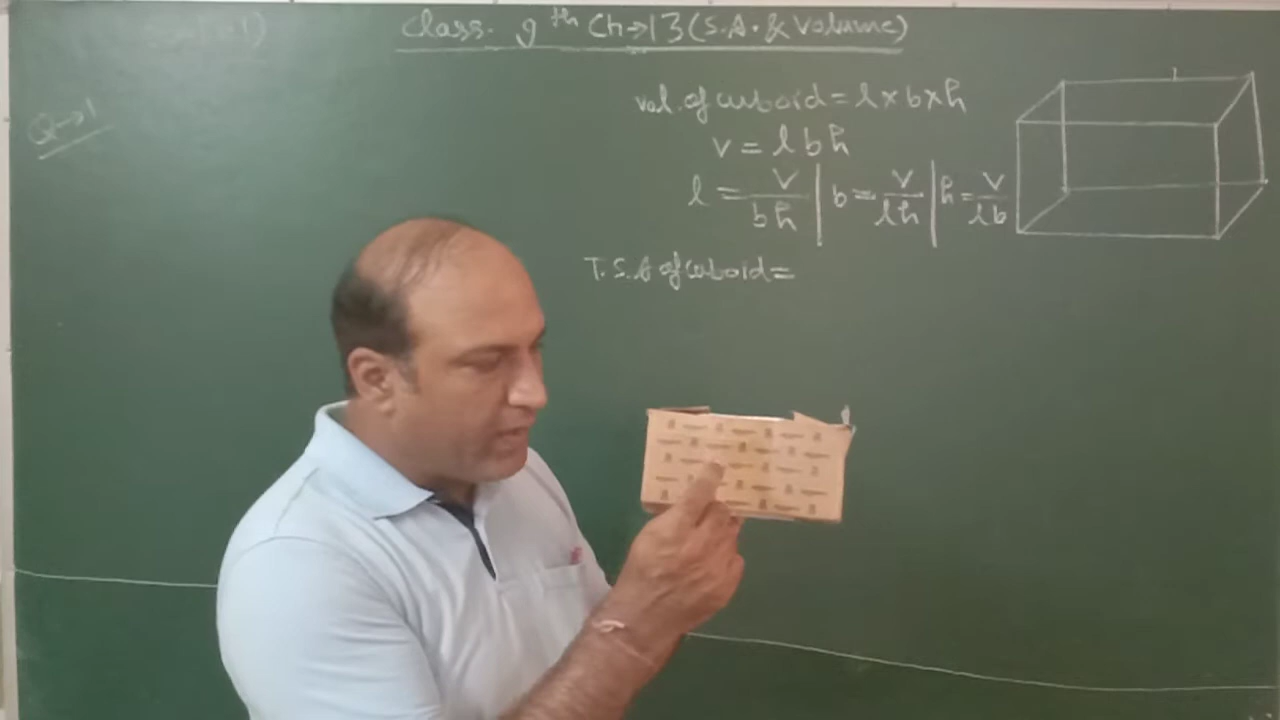 Class. 9th Ch→13 (S.A. & Volume)
Q→1
vol. of cuboid = l×b×h
v = l b h
l = v/bh | b = v/lh | h = v/lb
T.S.A of cuboid =